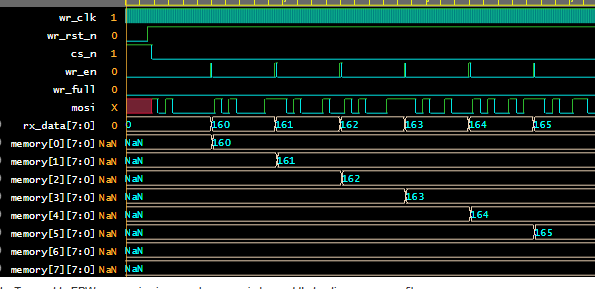 wr_clk 1
wr_rst_n 0
cs_n 1
wr_en 0
wr_full 0
mosi X
rx_data[7:0] 0 0 160 161 162 163 164 165
memory[0][7:0] NaN NaN 160
memory[1][7:0] NaN NaN 161
memory[2][7:0] NaN NaN 162
memory[3][7:0] NaN NaN 163
memory[4][7:0] NaN NaN 164
memory[5][7:0] NaN NaN 165
memory[6][7:0] NaN NaN
memory[7][7:0] NaN NaN